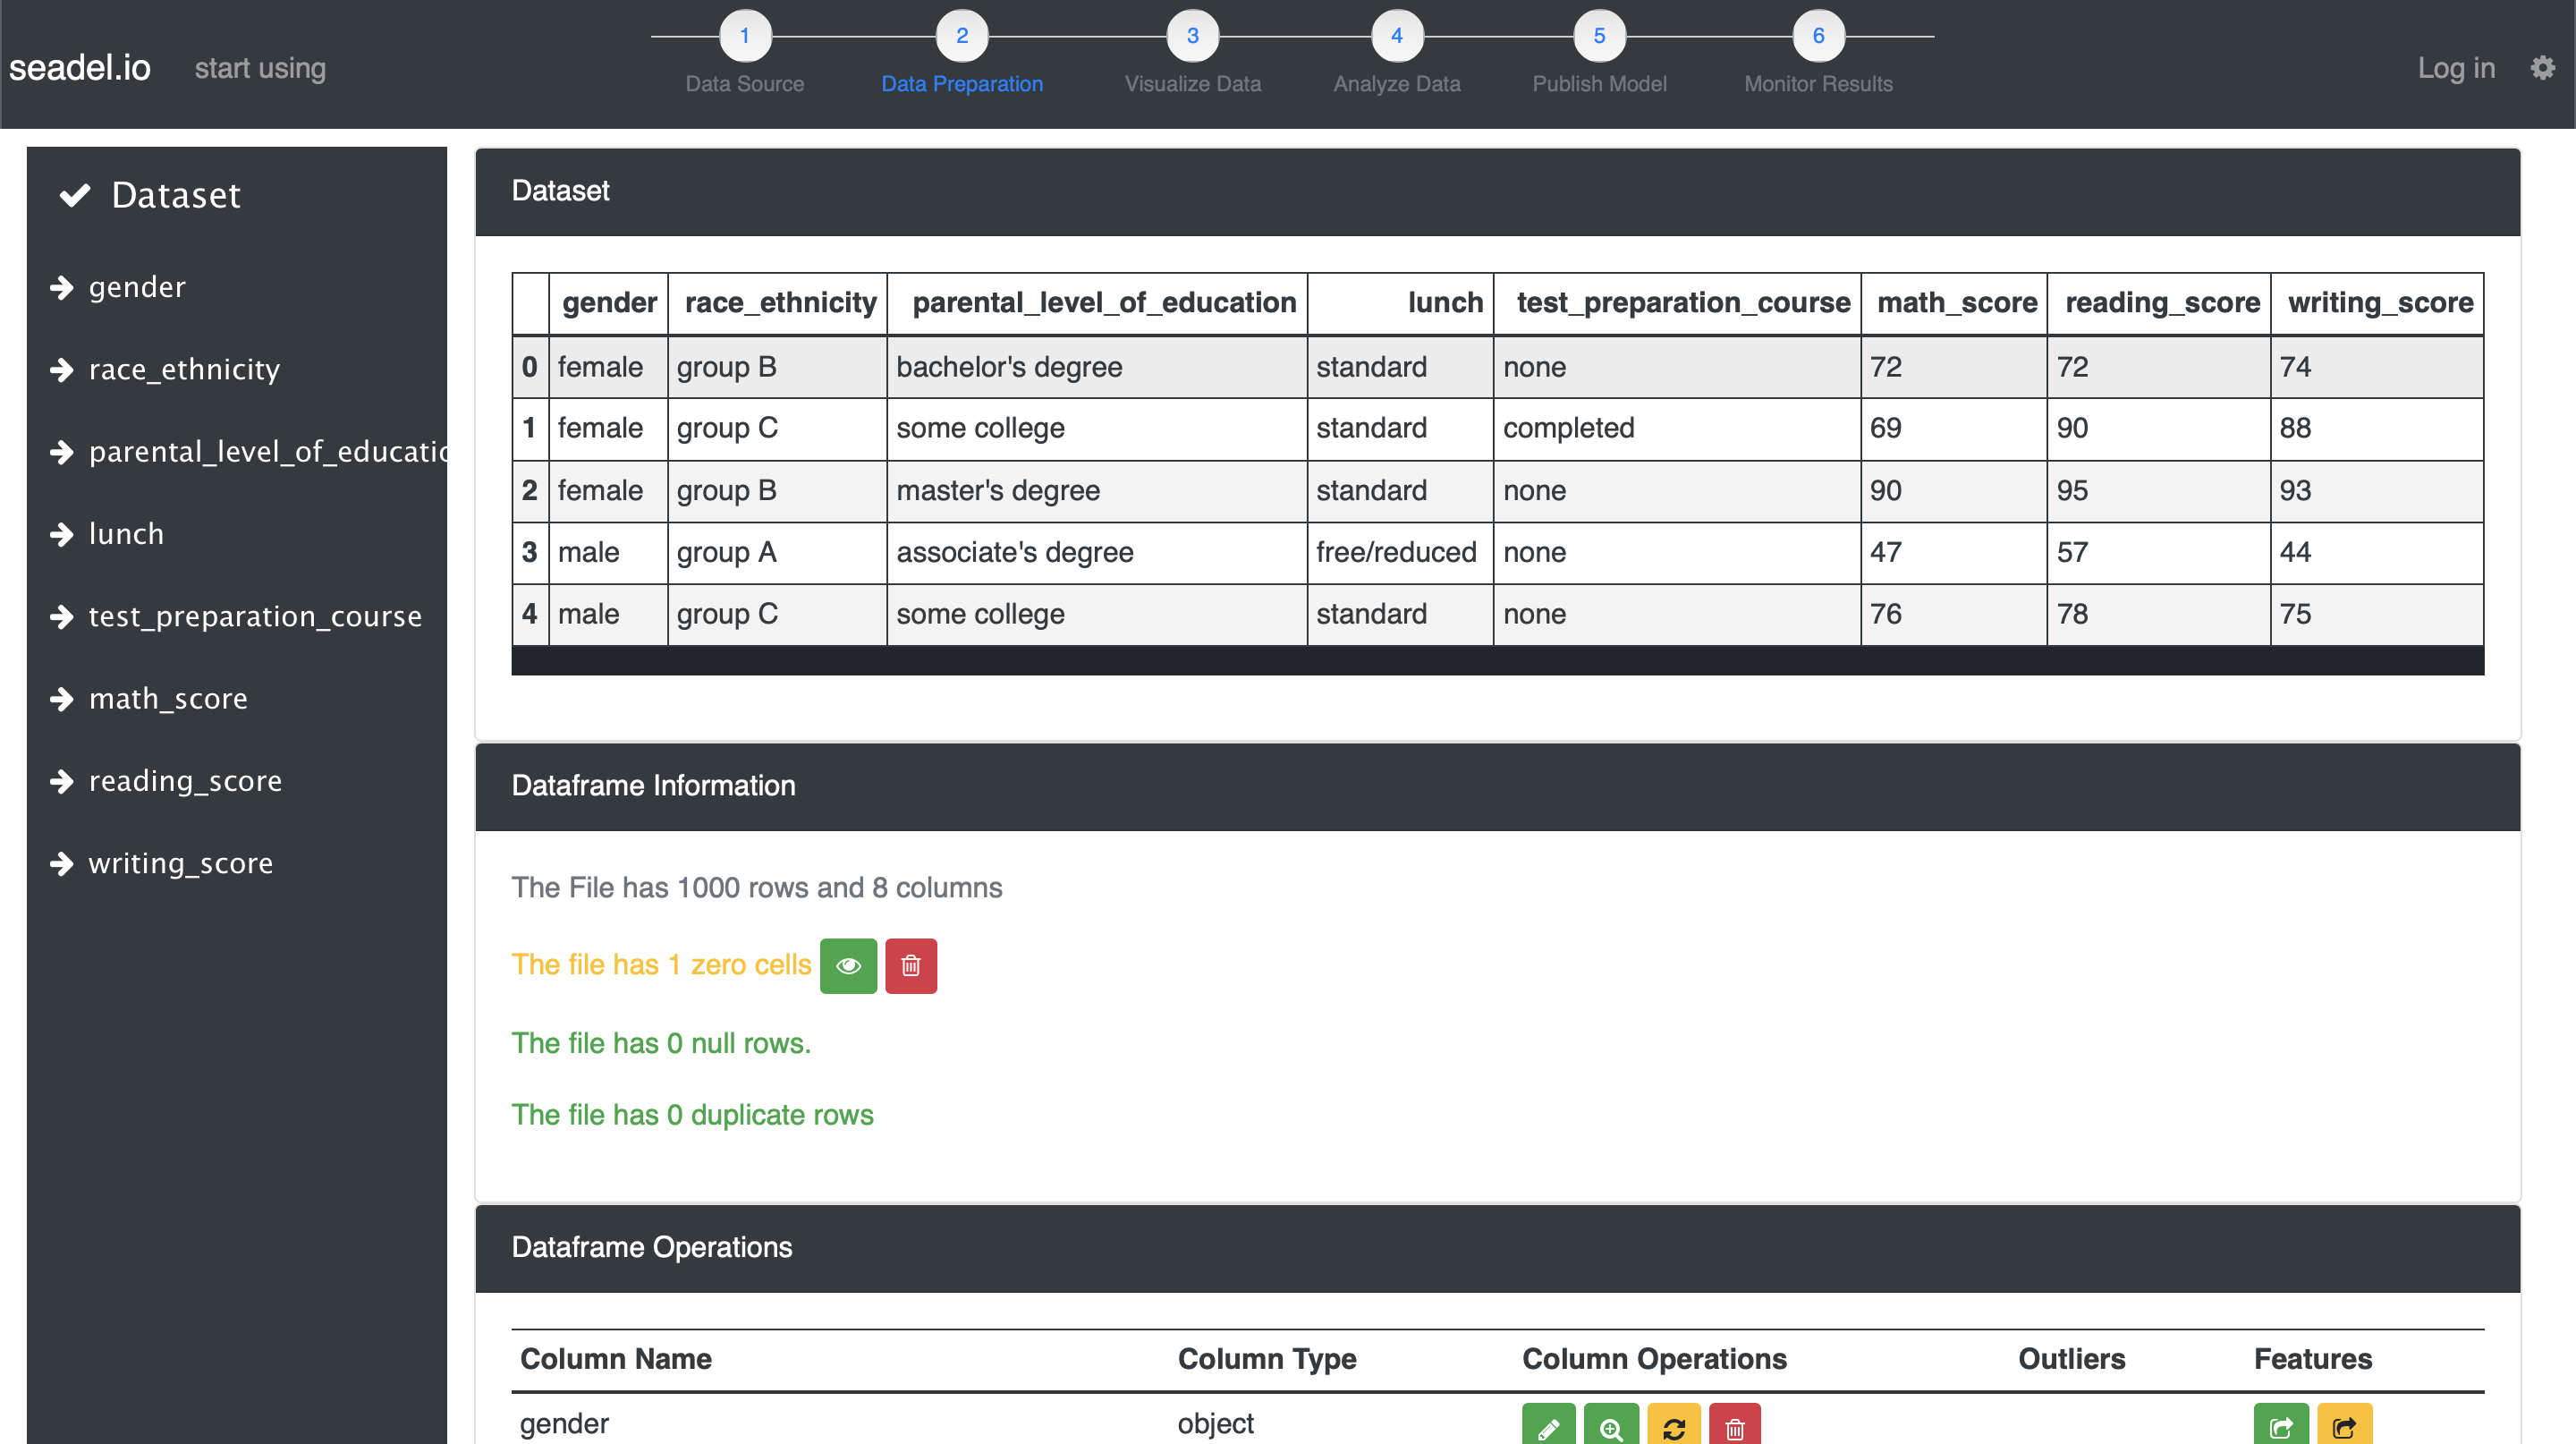 seadel.io start using
1 2 3 4 5 6
Data Source Data Preparation Visualize Data Analyze Data Publish Model Monitor Results
Log in
Dataset
gender
race_ethnicity
parental_level_of_educatio
lunch
test_preparation_course
math_score
reading_score
writing_score
Dataset
gender race_ethnicity parental_level_of_education lunch test_preparation_course math_score reading_score writing_score
0 female group B bachelor's degree standard none 72 72 74
1 female group C some college standard completed 69 90 88
2 female group B master's degree standard none 90 95 93
3 male group A associate's degree free/reduced none 47 57 44
4 male group C some college standard none 76 78 75
Dataframe Information
The File has 1000 rows and 8 columns
The file has 1 zero cells
The file has 0 null rows.
The file has 0 duplicate rows
Dataframe Operations
Column Name Column Type Column Operations Outliers Features
gender object